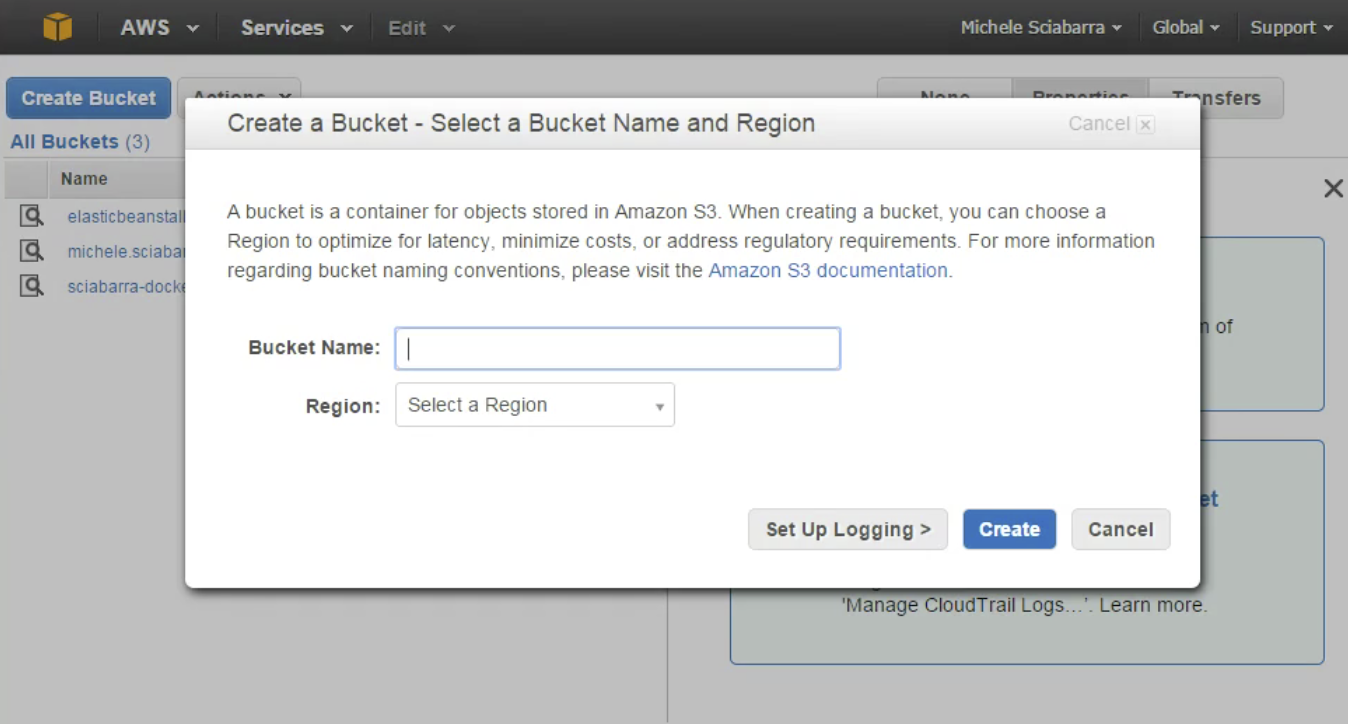 AWS Services Edit Michele Sciabarra Global Support
Create Bucket Actions None Properties Transfers
All Buckets (3)
Name
elasticbeanstal
michele.sciaba
sciabarra-docke
Create a Bucket - Select a Bucket Name and Region Cancel
A bucket is a container for objects stored in Amazon S3. When creating a bucket, you can choose a
Region to optimize for latency, minimize costs, or address regulatory requirements. For more information
regarding bucket naming conventions, please visit the Amazon S3 documentation.
Bucket Name:
Region: Select a Region
Set Up Logging > Create Cancel
of
'Manage CloudTrail Logs…'. Learn more.